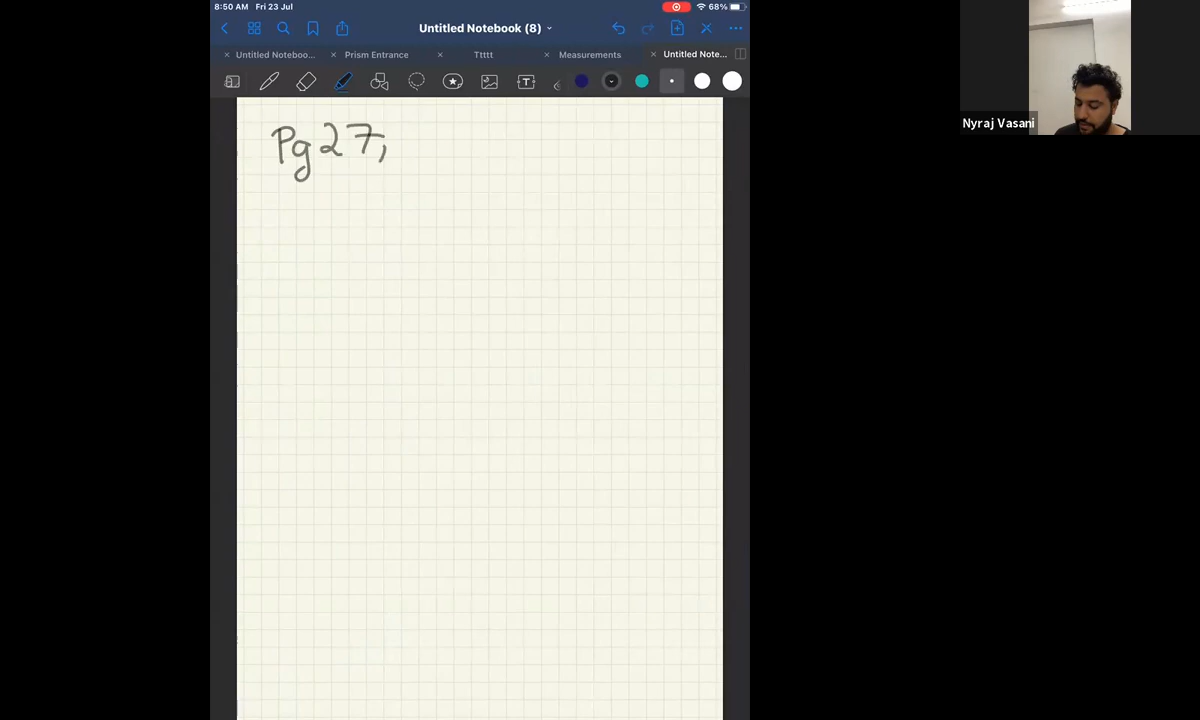 8:50 AM Fri 23 Jul 68%
Untitled Notebook (8)
Untitled Noteboo... Prism Entrance Ttttt Measurements Untitled Note...
Pg 27,
Nyraj Vasani